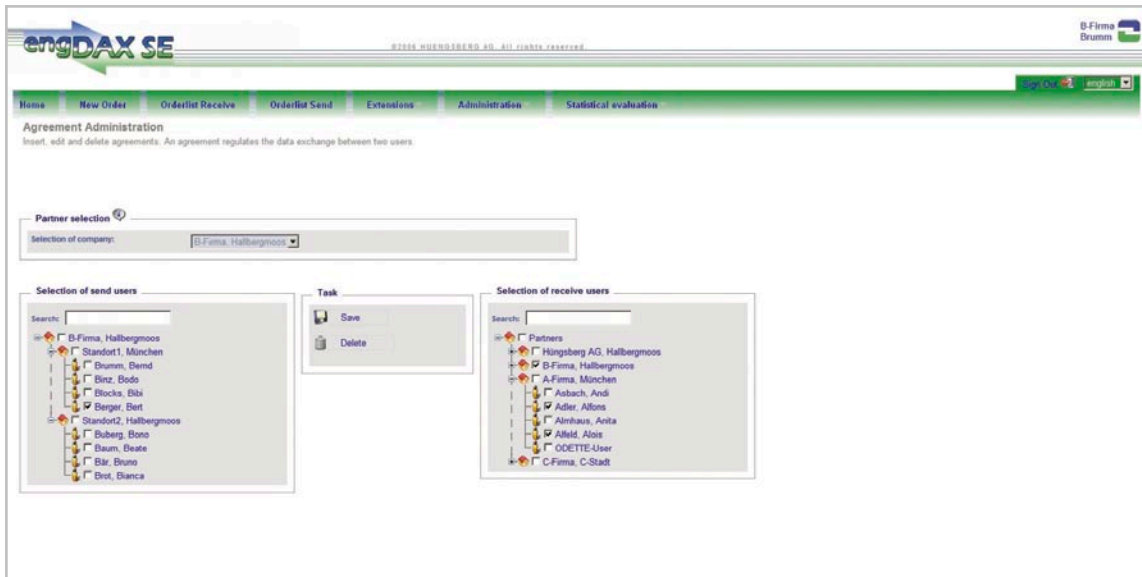 engDAX SE
©2006 HUENGSBERG AG. All rights reserved.
B-Firma
Brumm
Sign Out english
Home New Order Orderlist Receive Orderlist Send Extensions Administration Statistical evaluation
Agreement Administration
Insert, edit and delete agreements. An agreement regulates the data exchange between two users.
Partner selection
Selection of company: B-Firma, Hallbergmoos
Selection of send users
Search:
B-Firma, Hallbergmoos
Standort1, München
Brumm, Bernd
Binz, Bodo
Blocks, Bibi
Berger, Bert
Standort2, Hallbergmoos
Buberg, Bono
Baum, Beate
Bär, Bruno
Brot, Bianca
Task
Save
Delete
Selection of receive users
Search:
Partners
Hüngsberg AG, Hallbergmoos
B-Firma, Hallbergmoos
A-Firma, München
Asbach, Andi
Adler, Alfons
Almhaus, Anita
Alfeld, Alois
ODETTE-User
C-Firma, C-Stadt